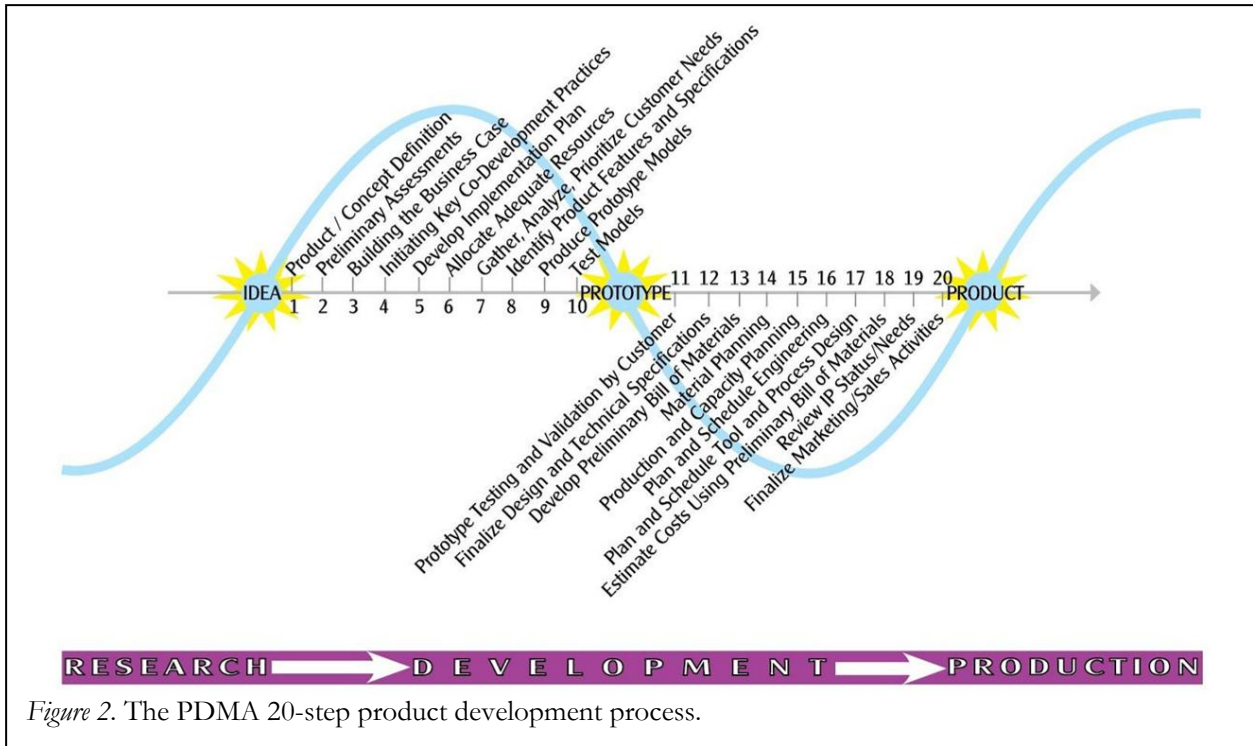 Product / Concept Definition
Preliminary Assessments
Building the Business Case
Initiating Key Co-Development Practices
Develop Implementation Plan
Allocate Adequate Resources
Gather, Analyze, Prioritize Customer Needs
Identify Product Features and Specifications
Produce Prototype Models
Test Models
IDEA
1 2 3 4 5 6 7 8 9 10
PROTOTYPE
11 12 13 14 15 16 17 18 19 20
PRODUCT
Prototype Testing and Validation by Customer
Finalize Design and Technical Specifications
Develop Preliminary Bill of Materials
Material Planning
Production and Capacity Planning
Plan and Schedule Engineering
Plan and Schedule Tool and Process Design
Estimate Costs Using Preliminary Bill of Materials
Review IP Status/Needs
Finalize Marketing/Sales Activities
RESEARCH DEVELOPMENT PRODUCTION
Figure 2. The PDMA 20-step product development process.